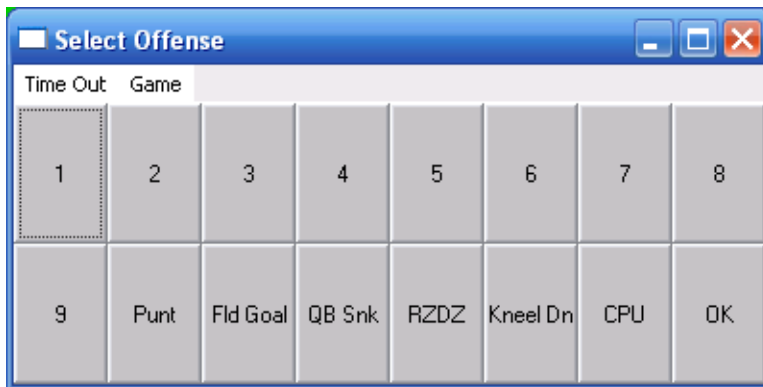 Select Offense
Time Out Game
1 2 3 4 5 6 7 8
9 Punt Fld Goal QB Snk RZDZ Kneel Dn CPU OK